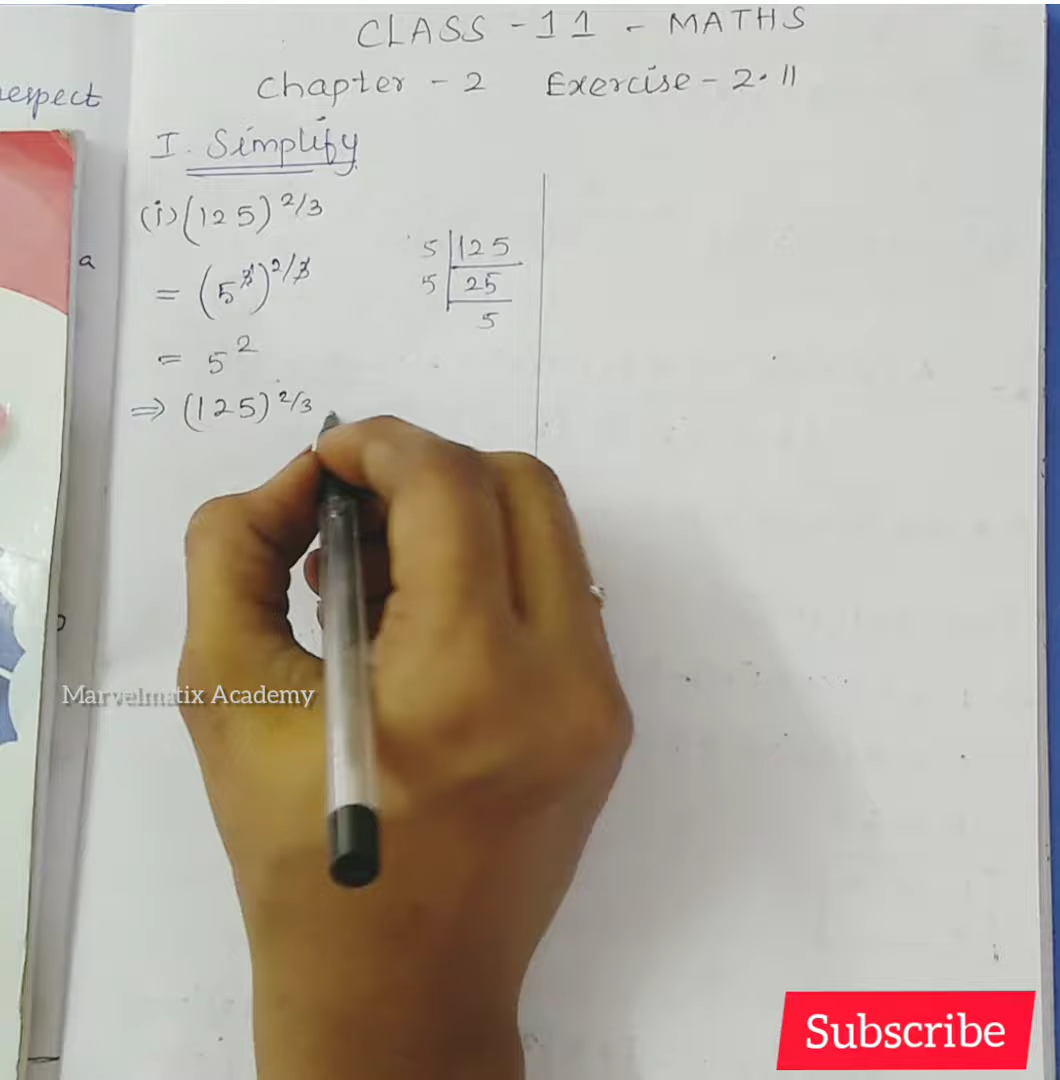 CLASS - 11 - MATHS
Chapter - 2 Exercise - 2.11
espect
I. Simplify
(i) (125)^2/3
= (5^3)^2/3
= 5^2
⇒ (125)^2/3
5 | 125
5 | 25
5
a
Marvelmatix Academy
Subscribe